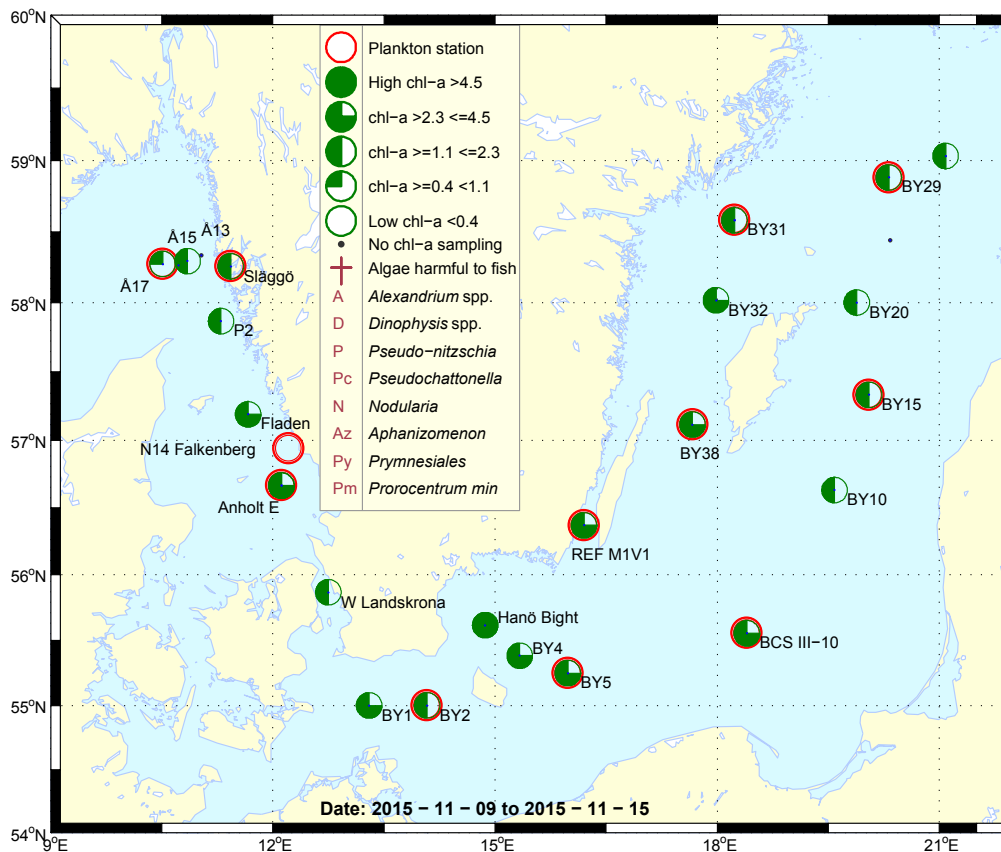 Plankton station
High chl−a >4.5
chl−a >2.3 <=4.5
chl−a >=1.1 <=2.3
chl−a >=0.4 <1.1
Low chl−a <0.4
No chl−a sampling
Algae harmful to fish
A Alexandrium spp.
D Dinophysis spp.
P Pseudo−nitzschia
Pc Pseudochattonella
N Nodularia
Az Aphanizomenon
Py Prymnesiales
Pm Prorocentrum min
60°N
59°N
58°N
57°N
56°N
55°N
54°N
BY29
BY31
Å13
Å15
Släggö
Å17
BY32
BY20
P2
BY15
Fladen
N14 Falkenberg
BY38
Anholt E
BY10
REF M1V1
W Landskrona
Hanö Bight
BY4
BCS III−10
BY5
BY1
BY2
Date: 2015 − 11 − 09 to 2015 − 11 − 15
9°E 12°E 15°E 18°E 21°E